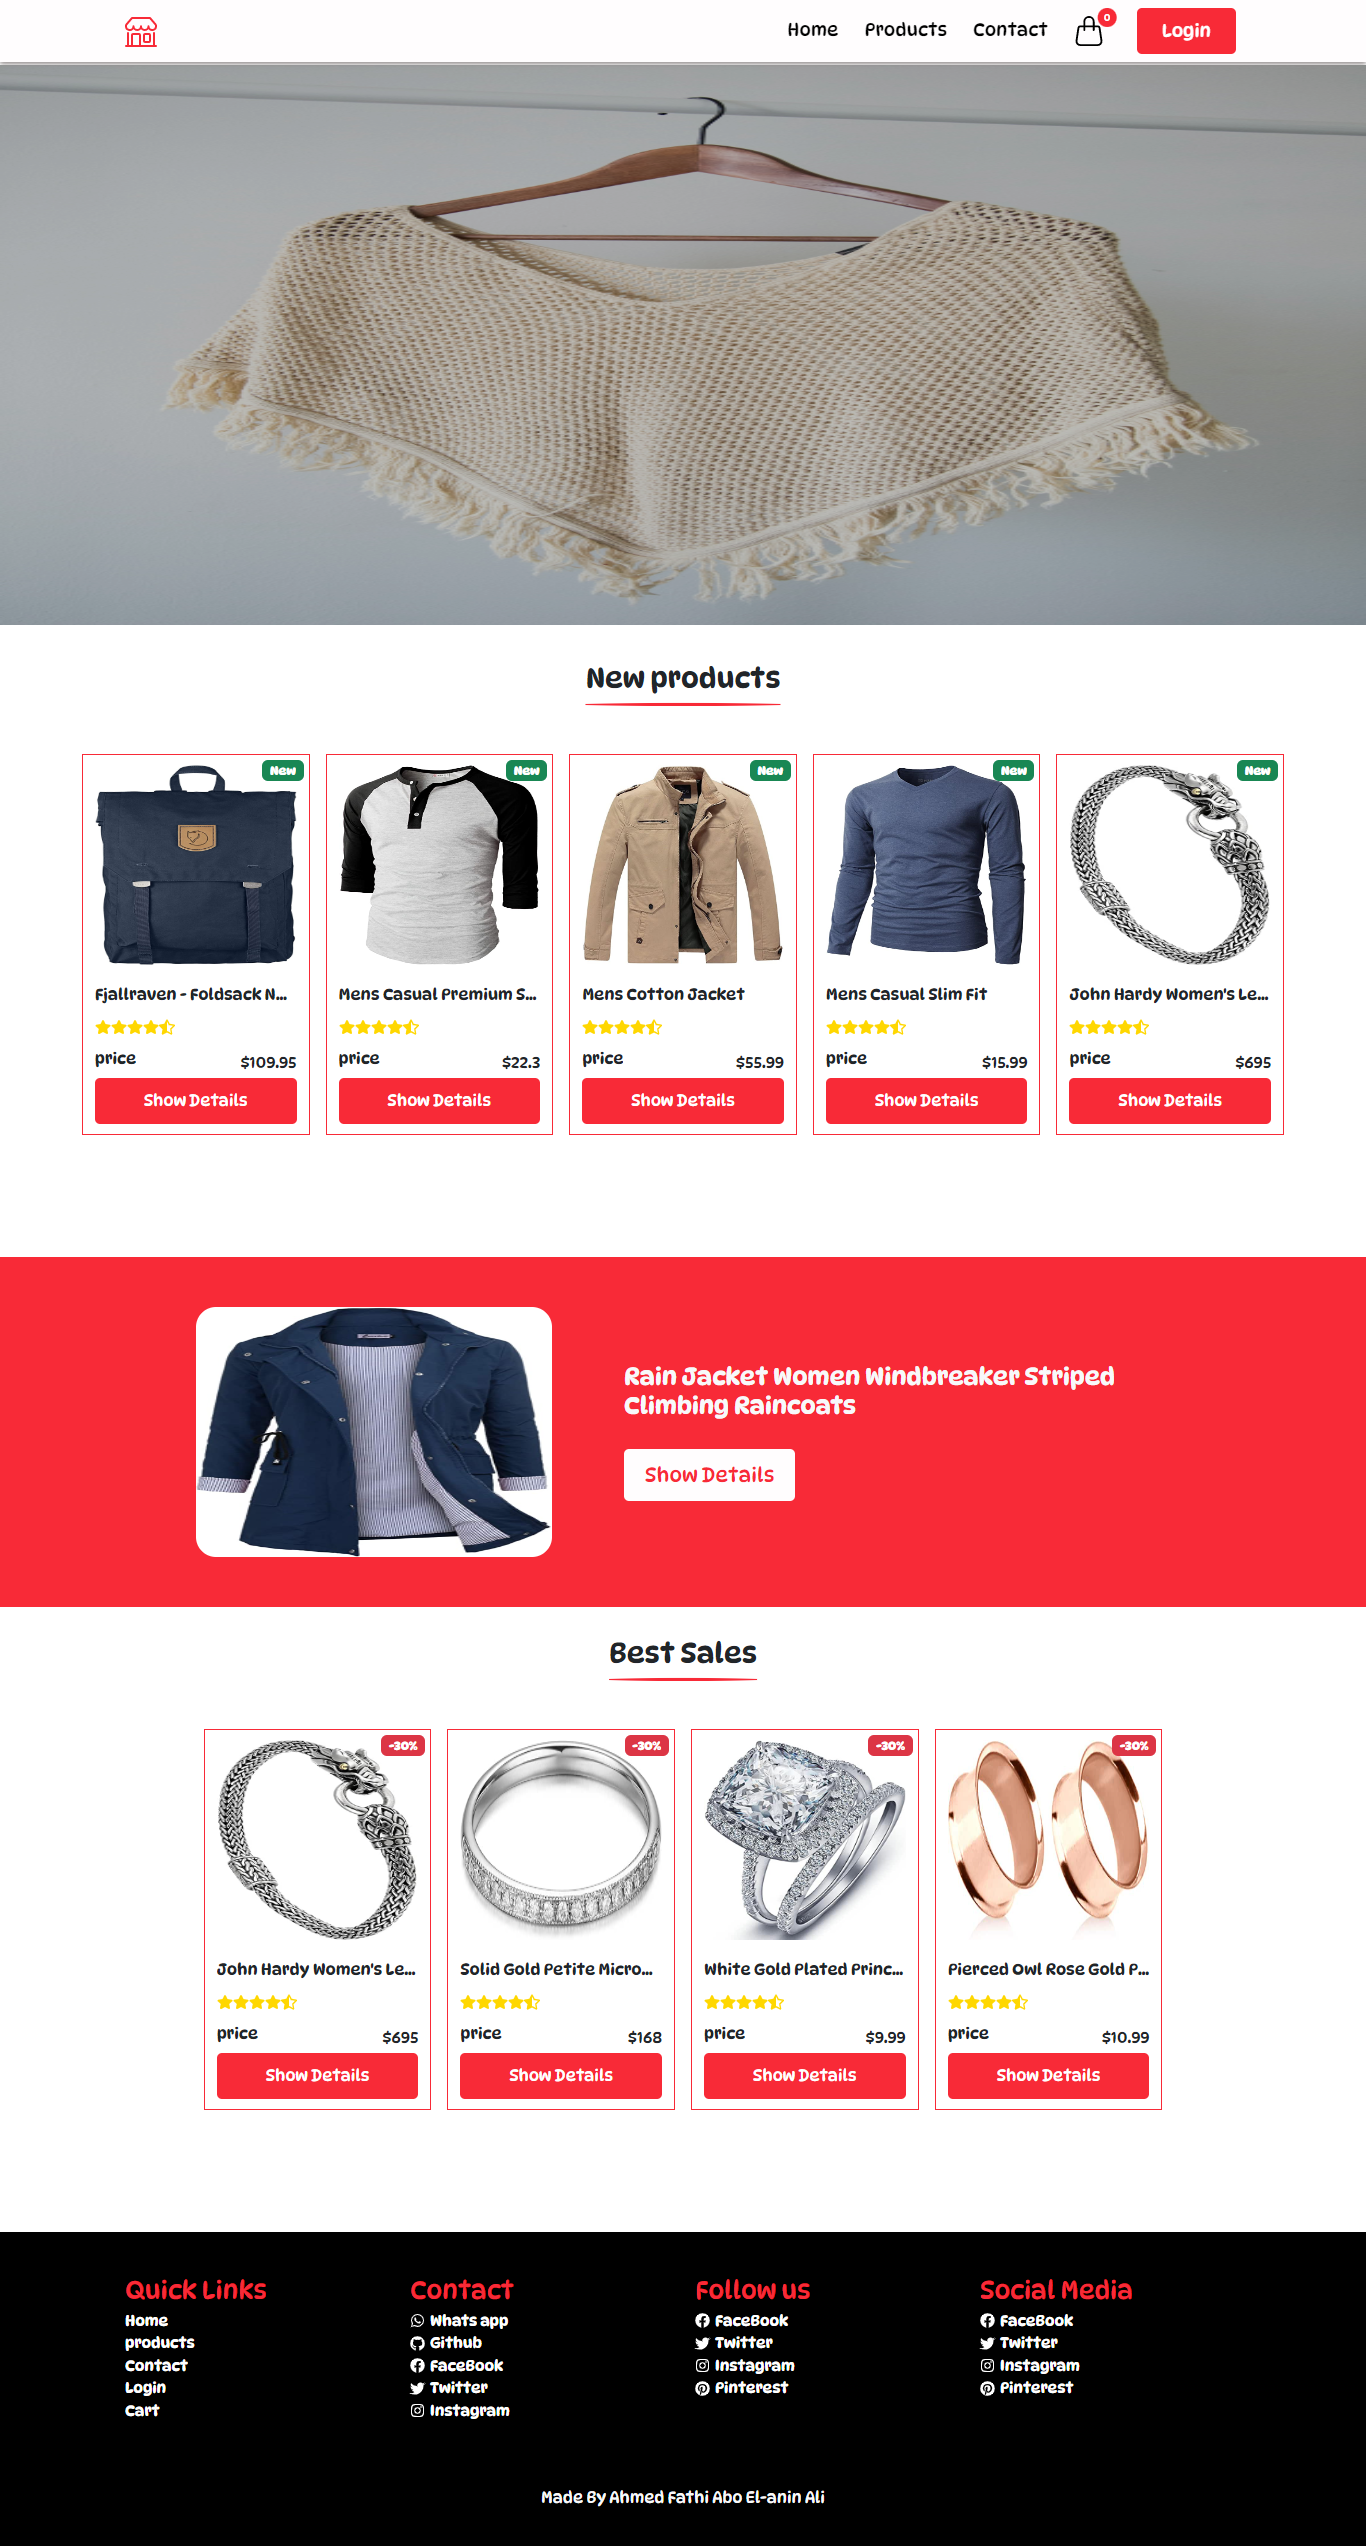 Home Products Contact 0 Login
New products
New New New New New
Fjallraven - Foldsack N... Mens Casual Premium S... Mens Cotton Jacket Mens Casual Slim Fit John Hardy Women's Le...
price $109.95 price $22.3 price $55.99 price $15.99 price $695
Show Details Show Details Show Details Show Details Show Details
Rain Jacket Women Windbreaker Striped
Climbing Raincoats
Show Details
Best Sales
-30% -30% -30% -30%
John Hardy Women's Le... Solid Gold Petite Micro... White Gold Plated Princ... Pierced Owl Rose Gold P...
price $695 price $168 price $9.99 price $10.99
Show Details Show Details Show Details Show Details
Quick Links
Home
products
Contact
Login
Cart
Contact
Whats app
Github
FaceBook
Twitter
Instagram
Follow us
FaceBook
Twitter
Instagram
Pinterest
Social Media
FaceBook
Twitter
Instagram
Pinterest
Made By Ahmed Fathi Abo El-anin Ali